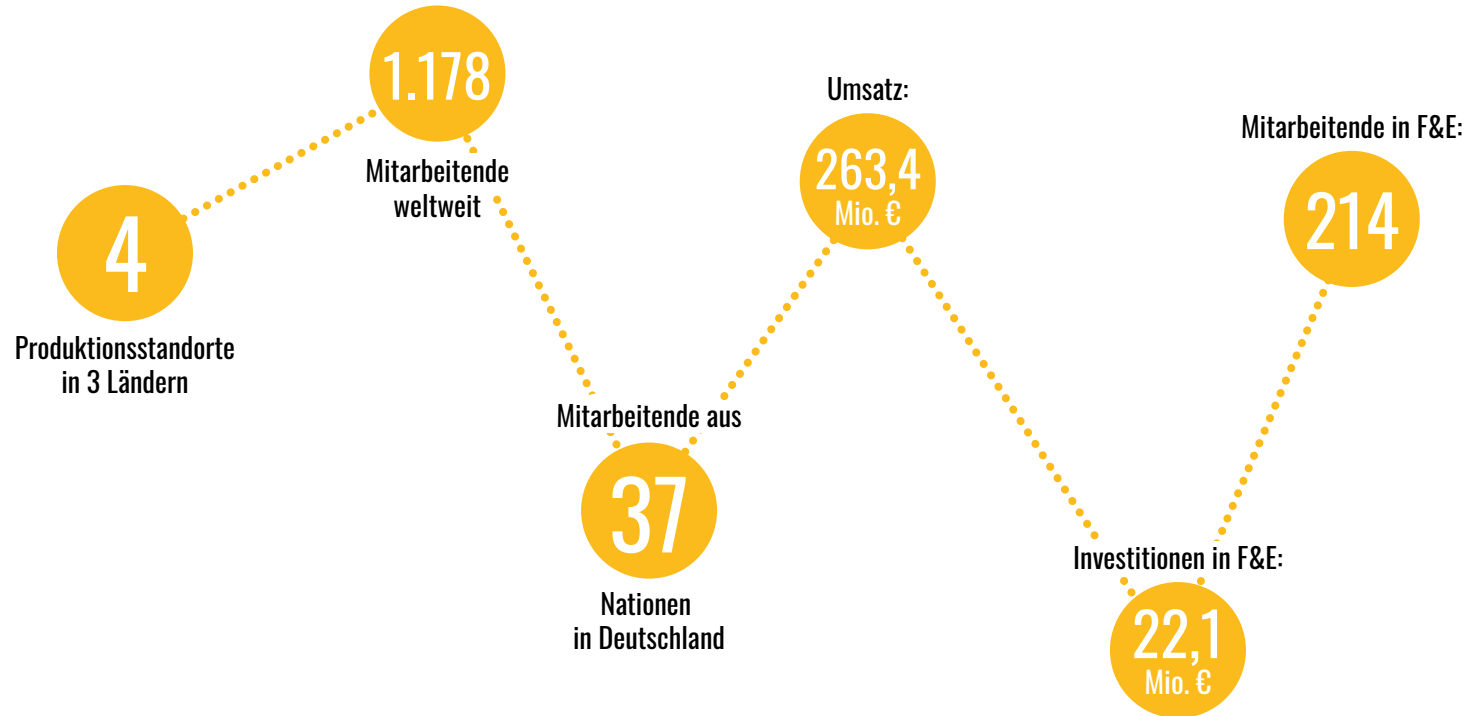 4
Produktionsstandorte
in 3 Ländern
1.178
Mitarbeitende
weltweit
Mitarbeitende aus
37
Nationen
in Deutschland
Umsatz:
263,4
Mio. €
Investitionen in F&E:
22,1
Mio. €
Mitarbeitende in F&E:
214